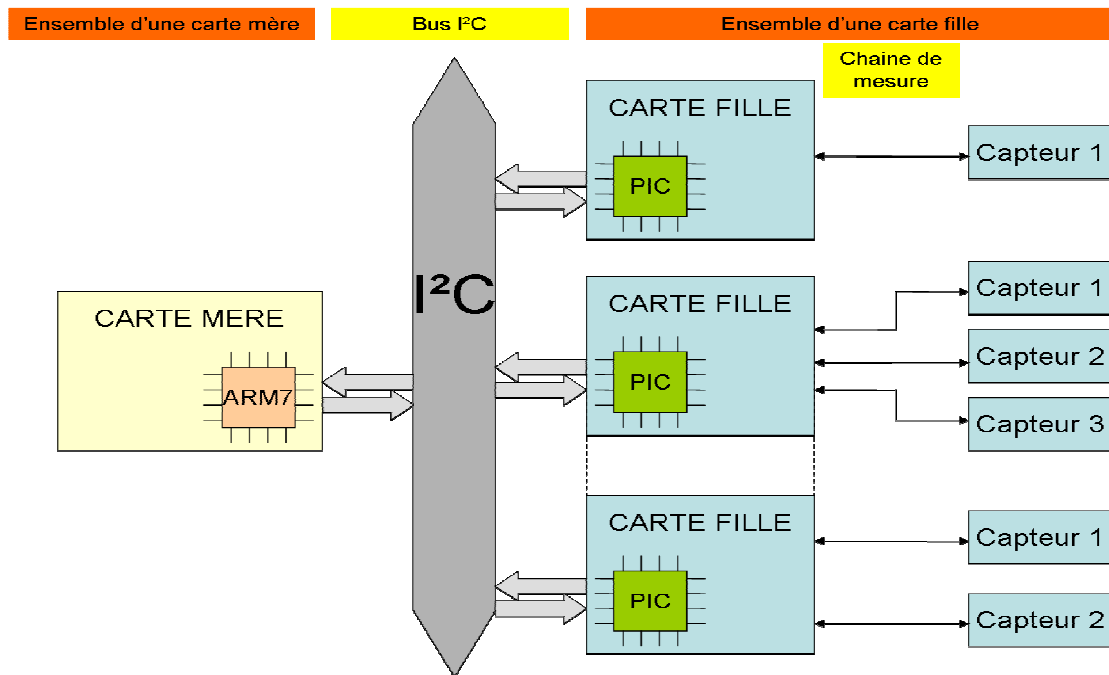 Ensemble d'une carte mère
Bus I²C
Ensemble d'une carte fille
Chaine de
mesure
CARTE FILLE
PIC
Capteur 1
I²C
CARTE MERE
ARM7
CARTE FILLE
PIC
Capteur 1
Capteur 2
Capteur 3
CARTE FILLE
PIC
Capteur 1
Capteur 2